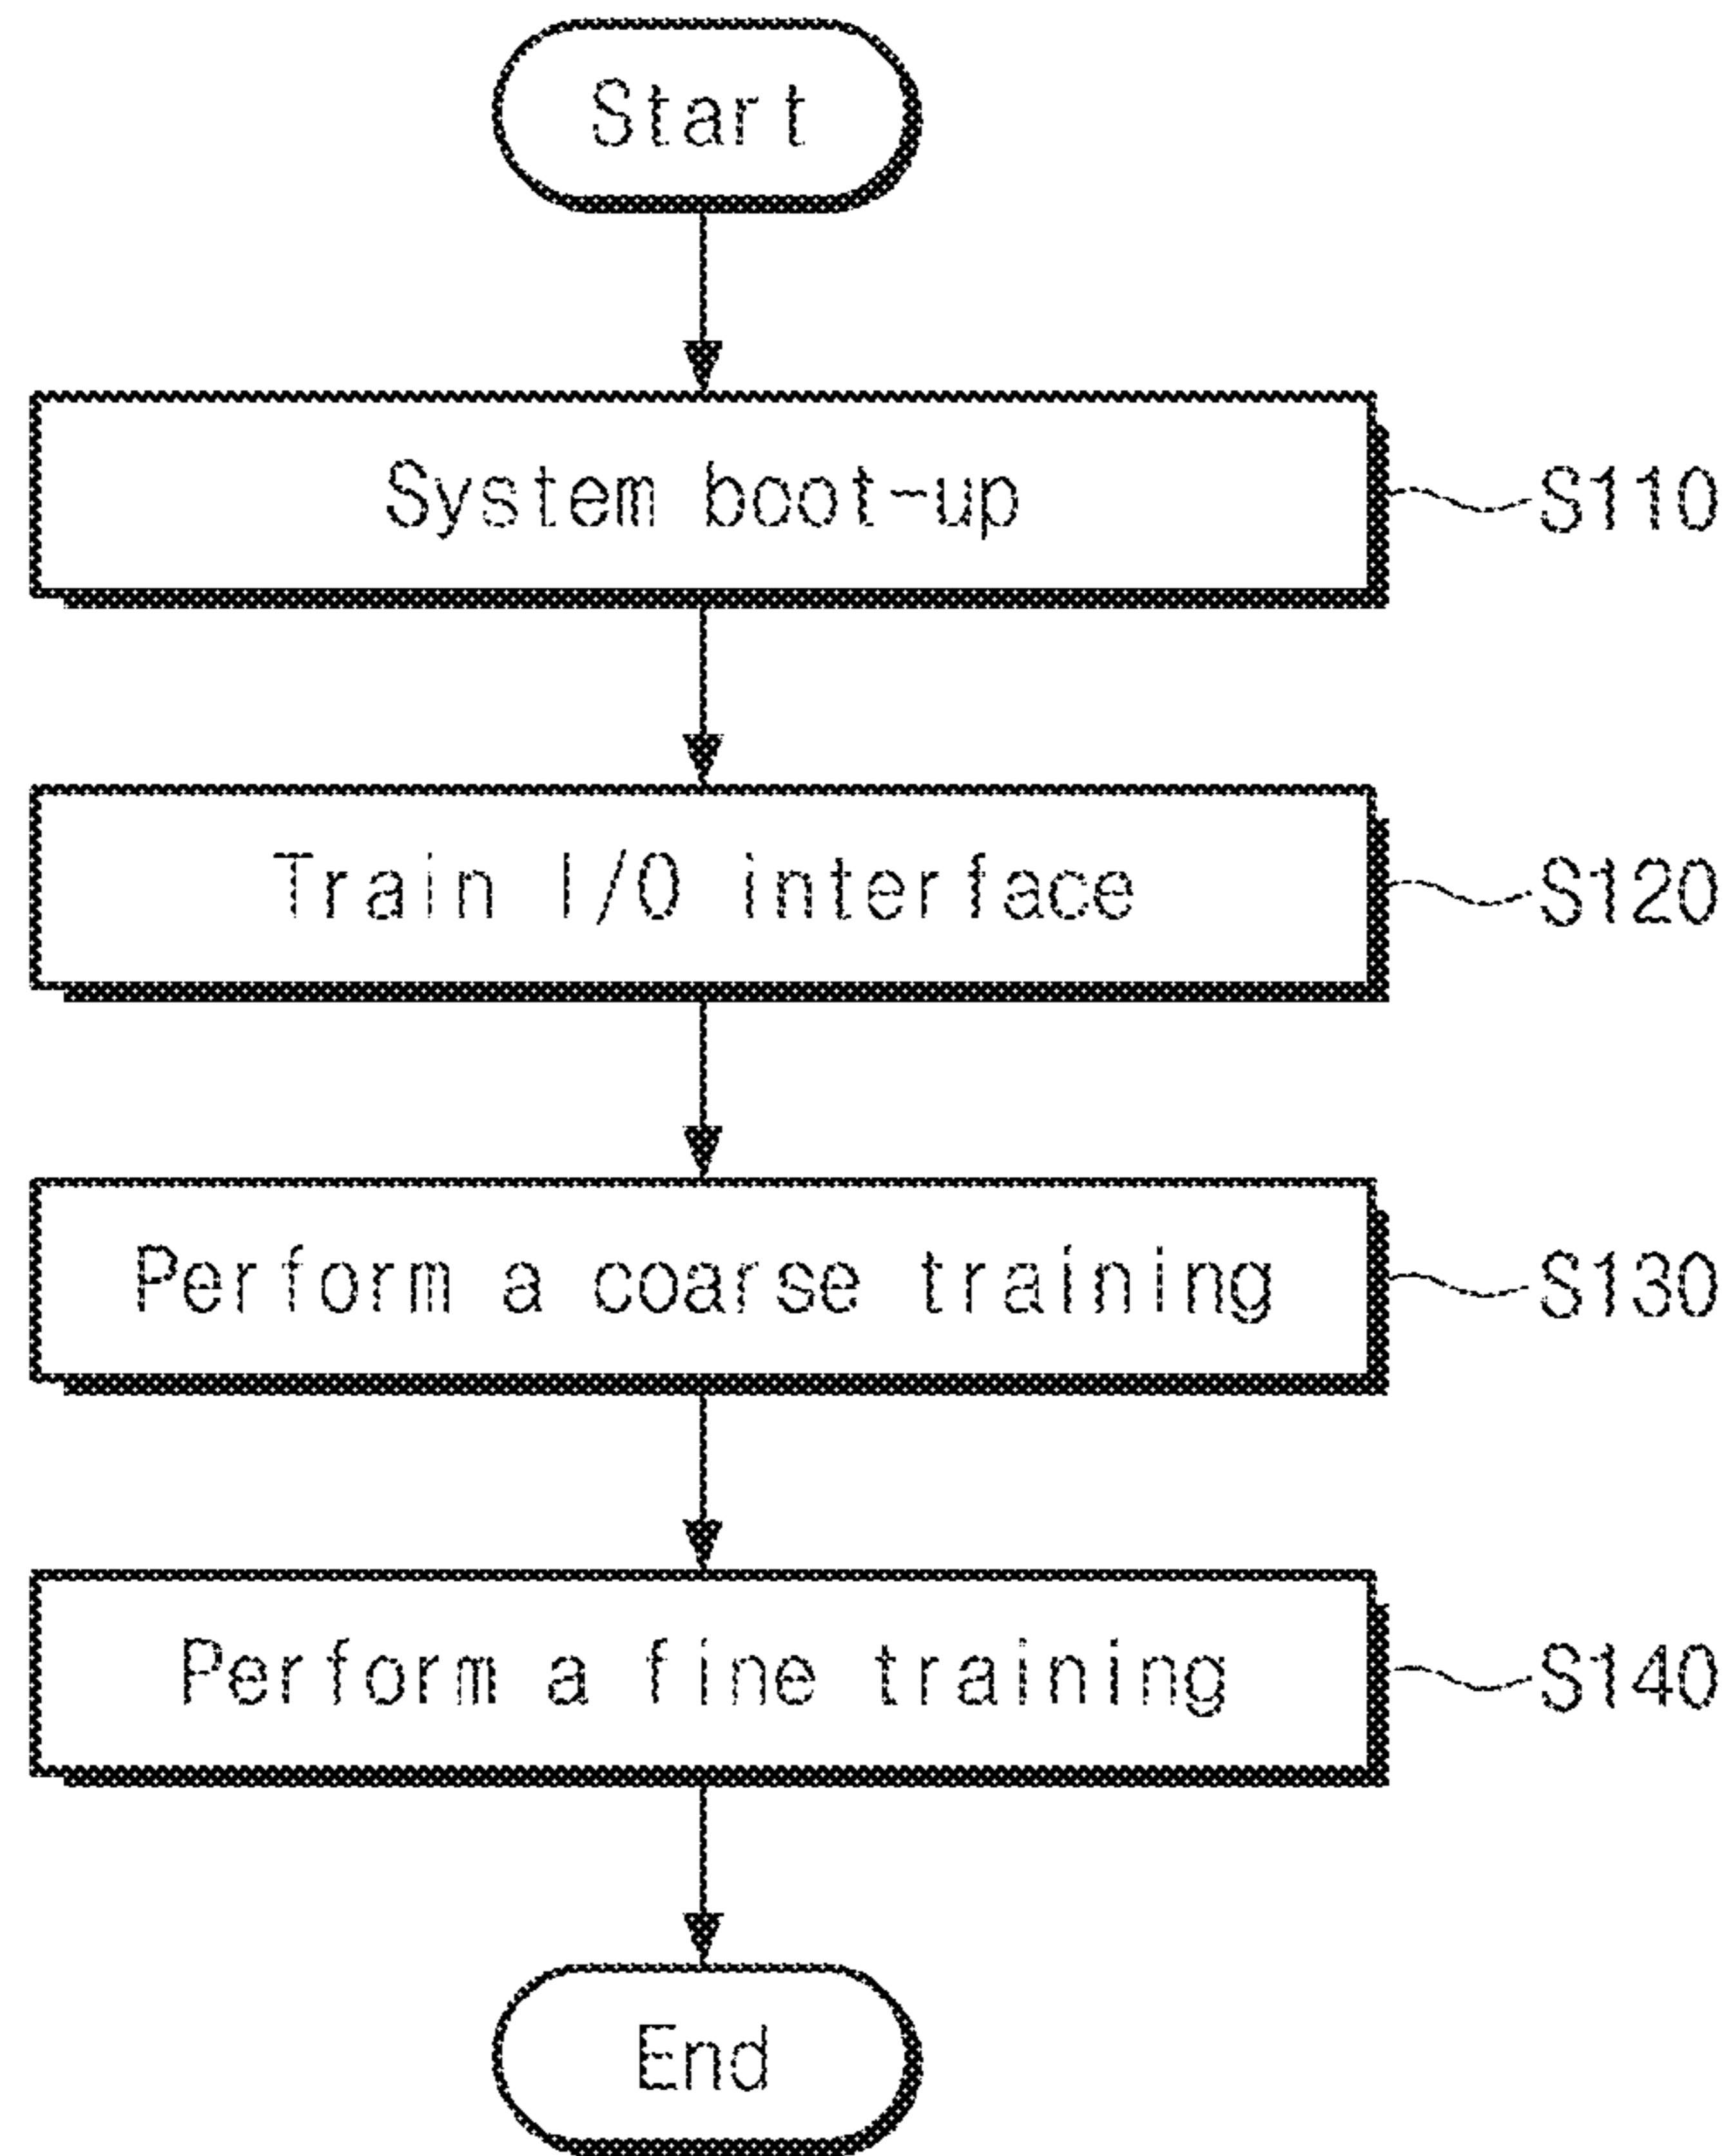 Start
System boot-up
S110
Train I/O interface
S120
Perform a coarse training
S130
Perform a fine training
S140
End